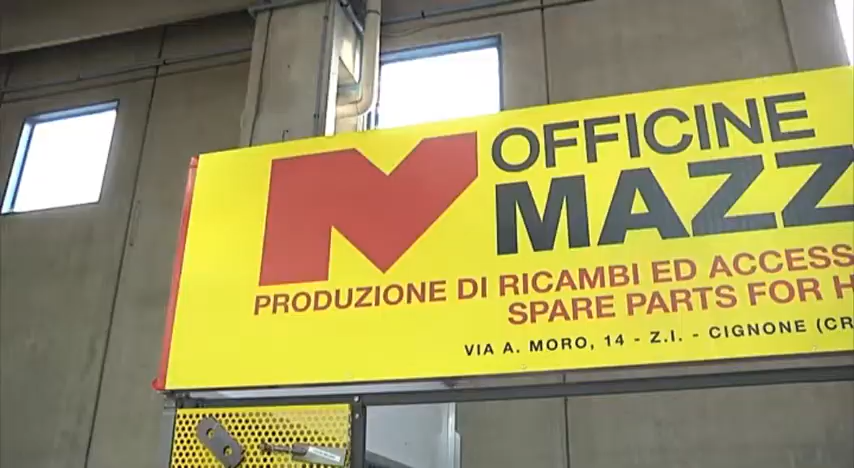 OFFICINE
MAZZ
PRODUZIONE DI RICAMBI ED ACCESS
SPARE PARTS FOR H
VIA A. MORO, 14 - Z.I. - CIGNONE (CR